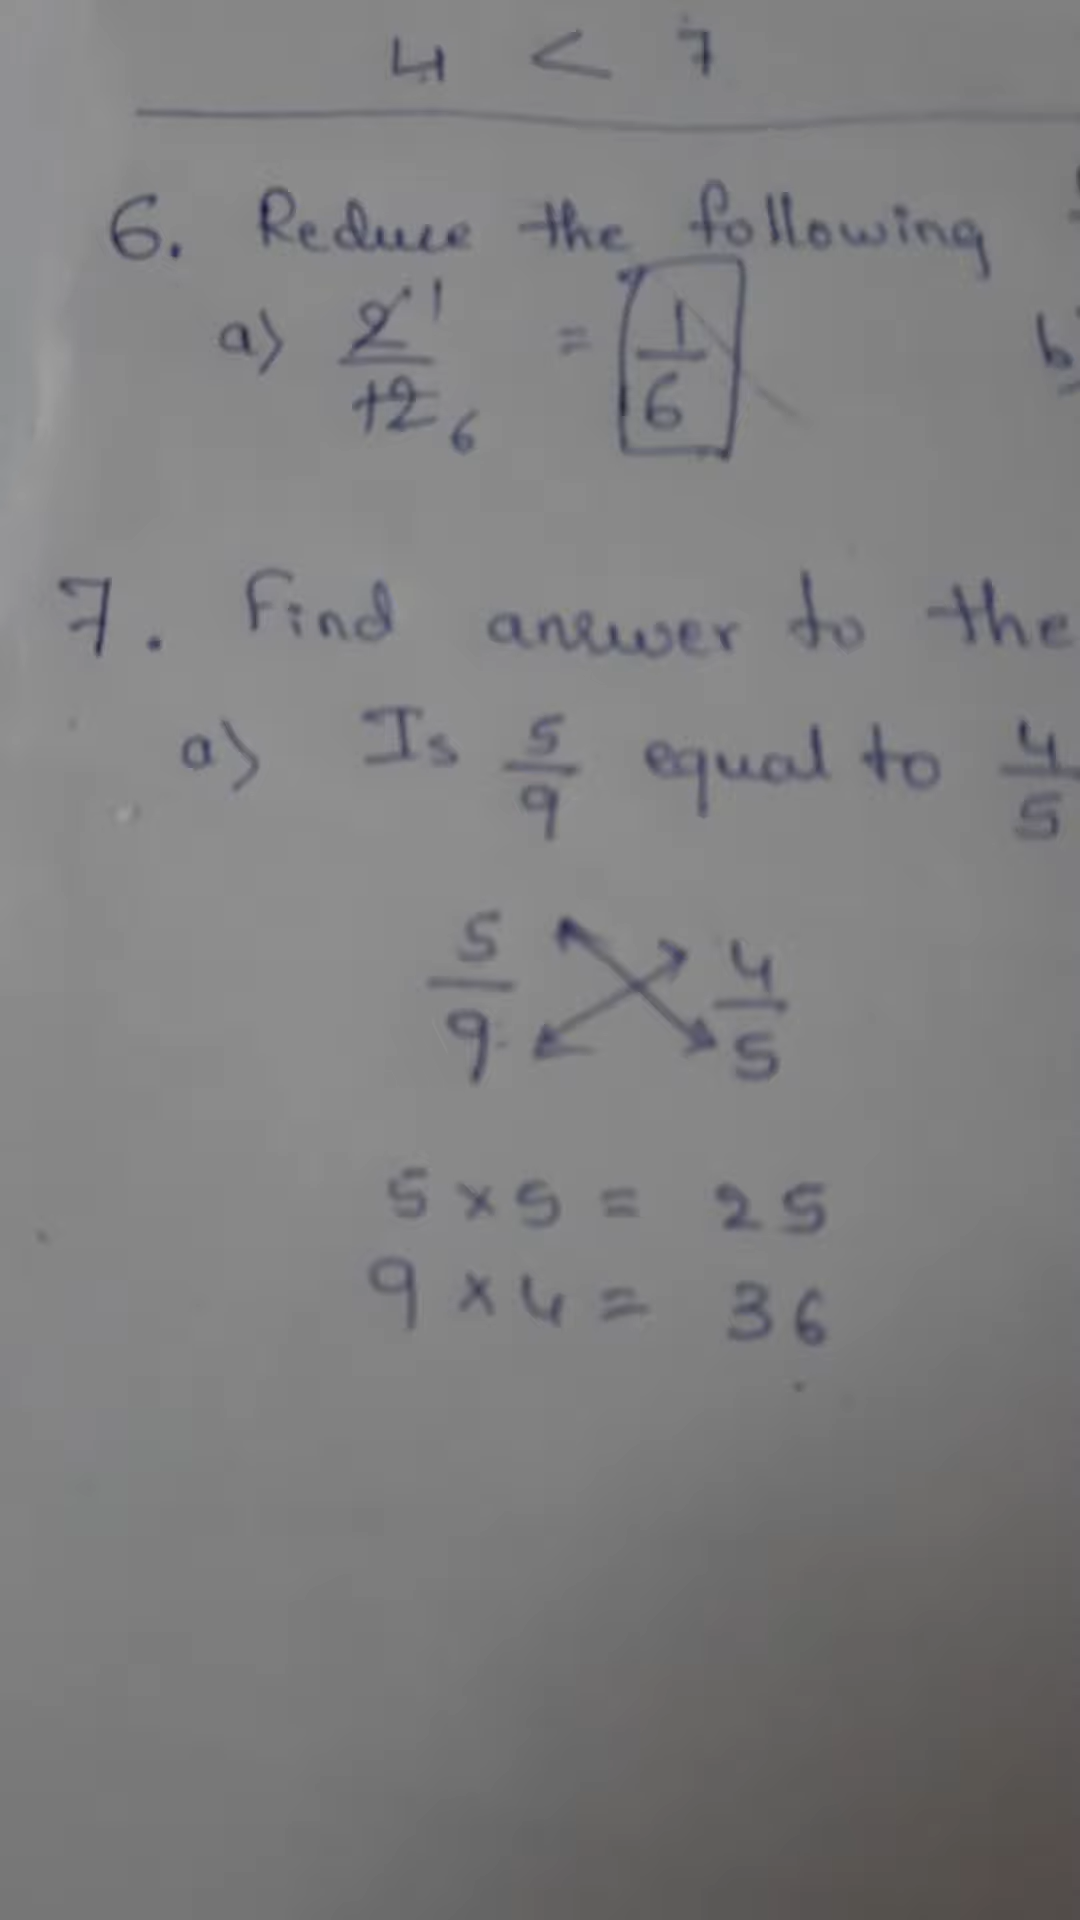 4 < 7
6. Reduce the following
a) 2/12 1 6 = 1/6
b)
7. Find answer to the
a) Is 5/9 equal to 4/5
5/9 4/5
5 x 5 = 25
9 x 4 = 36